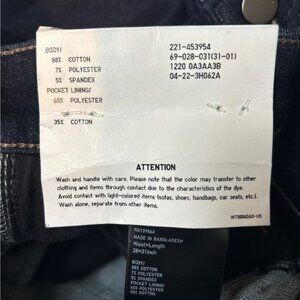 BODY/
88% COTTON
7% POLYESTER
5% SPANDEX
POCKET LINING/
65% POLYESTER
35% COTTON
221-453954
69-028-031(31-01)
1220 0A3AA3B
04-22-3H062A
ATTENTION
Wash and handle with care. Please note that the color may transfer to other
clothing and items through contact due to the characteristics of the dye.
Avoid contact with light-colored items (sofas, shoes, handbags, car seats, etc.).
Wash alone, separate from other items.
MADE IN BANGLADESH
Waist×Length
28×31inch
BODY/
88% COTTON
7% POLYESTER
5% SPANDEX
POCKET LINING/
65% POLYESTER
35% COTTON